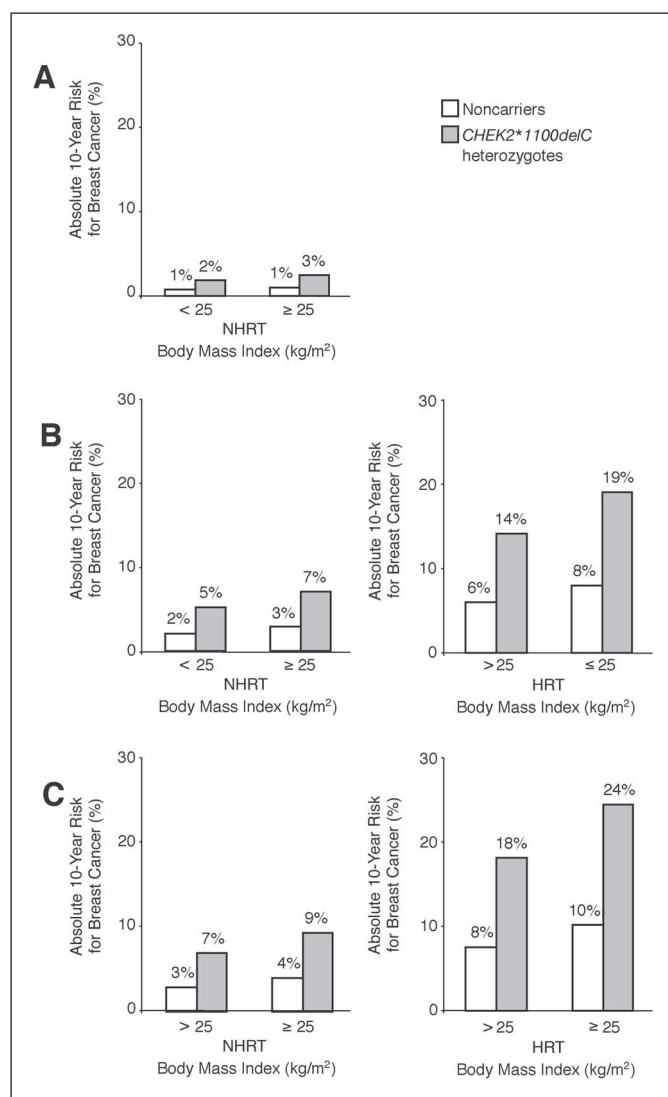 A
Absolute 10-Year Risk
for Breast Cancer (%)
30
20
10
0
1%
2%
1%
3%
< 25
≥ 25
NHRT
Body Mass Index (kg/m²)
Noncarriers
CHEK2*1100delC
heterozygotes
B
Absolute 10-Year Risk
for Breast Cancer (%)
30
20
10
0
2%
5%
3%
7%
< 25
≥ 25
NHRT
Body Mass Index (kg/m²)
Absolute 10-Year Risk
for Breast Cancer (%)
30
20
10
0
6%
14%
8%
19%
>25
≤ 25
HRT
Body Mass Index (kg/m²)
C
Absolute 10-Year Risk
for Breast Cancer (%)
30
20
10
0
3%
7%
4%
9%
> 25
≥ 25
NHRT
Body Mass Index (kg/m²)
Absolute 10-Year Risk
for Breast Cancer (%)
30
20
10
0
8%
18%
10%
24%
>25
≥ 25
HRT
Body Mass Index (kg/m²)